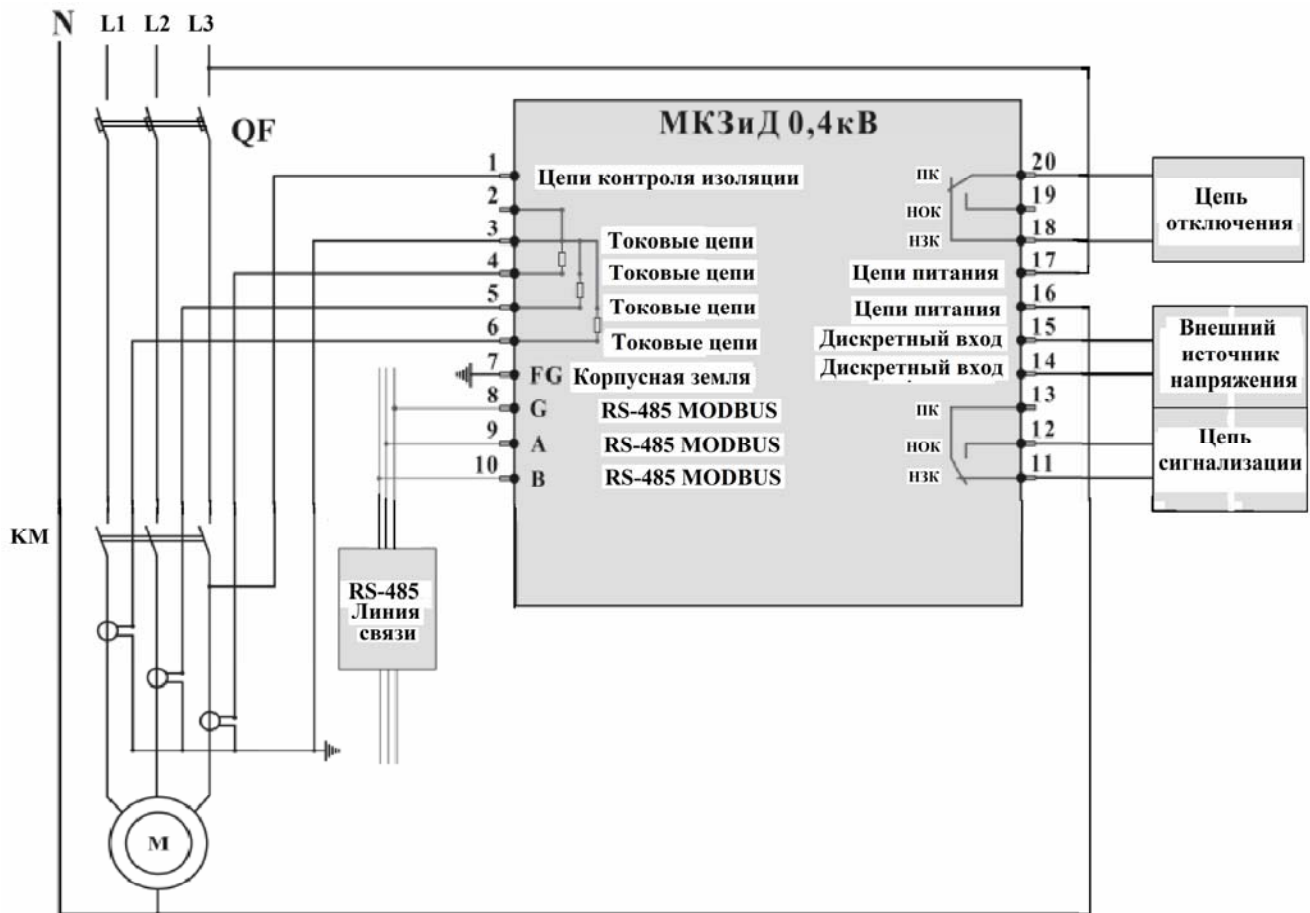 N L1 L2 L3
QF
МКЗиД 0,4кВ
1
Цепи контроля изоляции
2
3
Токовые цепи
4
Токовые цепи
5
Токовые цепи
6
Токовые цепи
7
FG Корпусная земля
8
G RS-485 MODBUS
9
A RS-485 MODBUS
10
B RS-485 MODBUS
ПК
20
НОК
19
НЗК
18
Цепи питания
17
Цепи питания
16
Дискретный вход
15
Дискретный вход
14
ПК
13
НОК
12
НЗК
11
Цепь
отключения
Внешний
источник
напряжения
Цепь
сигнализации
КМ
RS-485
Линия
связи
М